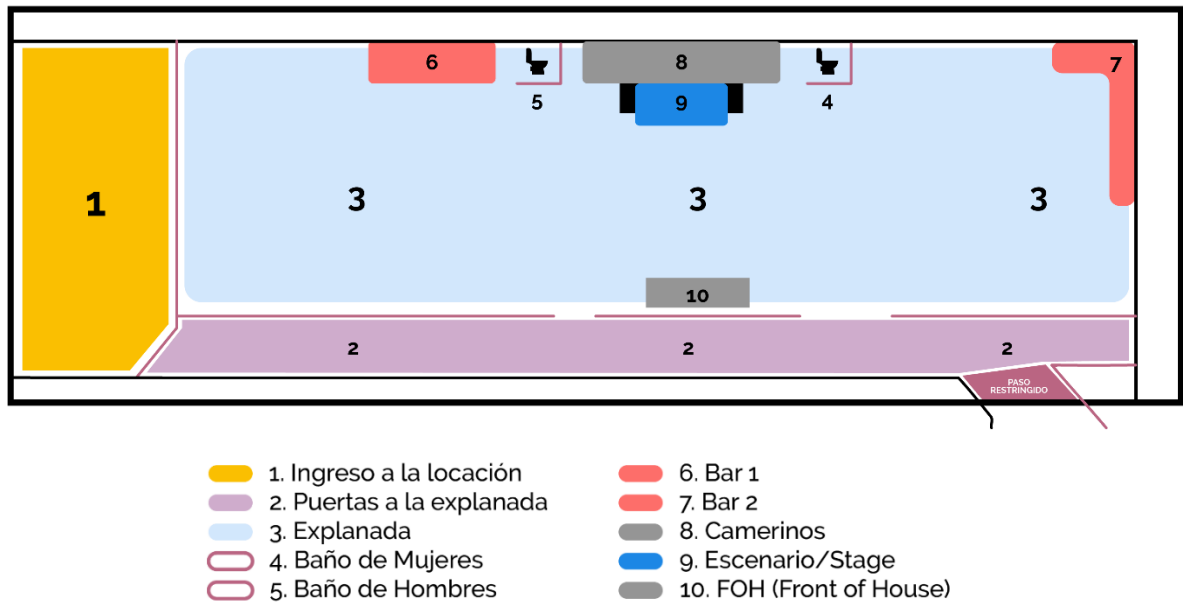 6
8
7
5
9
4
1
3
3
3
10
2
2
2
PASO
RESTRINGIDO
1. Ingreso a la locación
2. Puertas a la explanada
3. Explanada
4. Baño de Mujeres
5. Baño de Hombres
6. Bar 1
7. Bar 2
8. Camerinos
9. Escenario/Stage
10. FOH (Front of House)